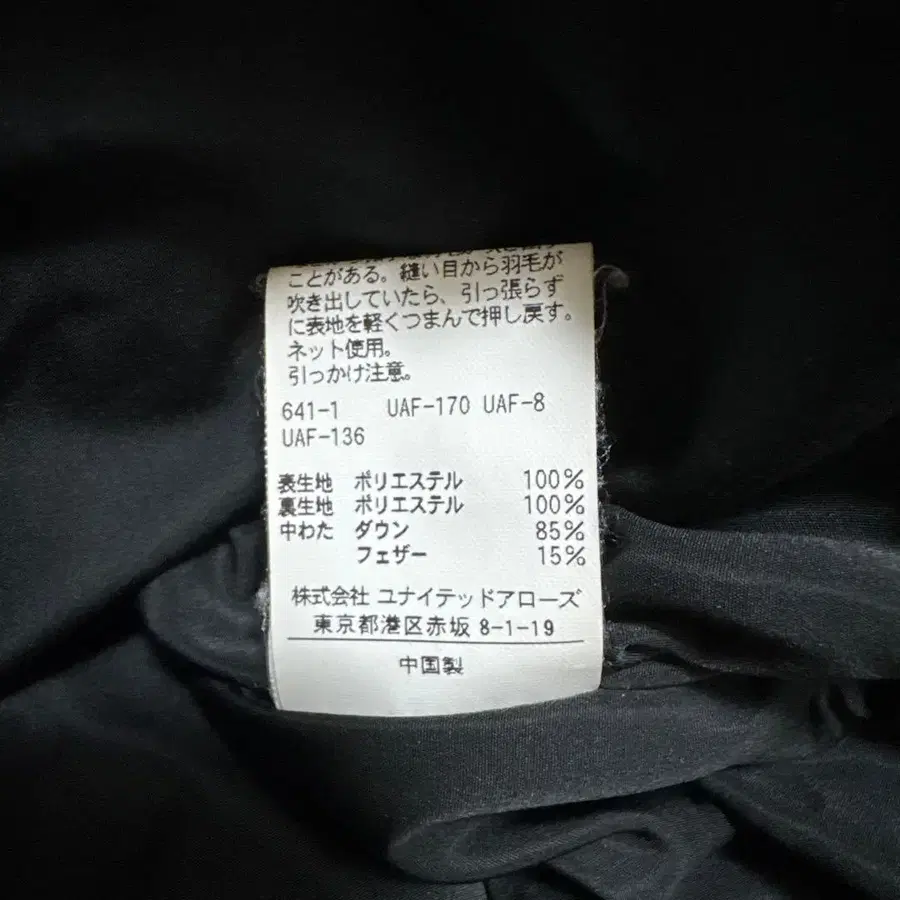 ことがある。縫い目から羽毛が
吹き出していたら、引っ張らず
に表地を軽くつまんで押し戻す。
ネット使用。
引っかけ注意。
641-1 UAF-170 UAF-8
UAF-136
表生地 ポリエステル 100%
裏生地 ポリエステル 100%
中わた ダウン 85%
フェザー 15%
株式会社 ユナイテッドアローズ
東京都港区赤坂 8-1-19
中国製